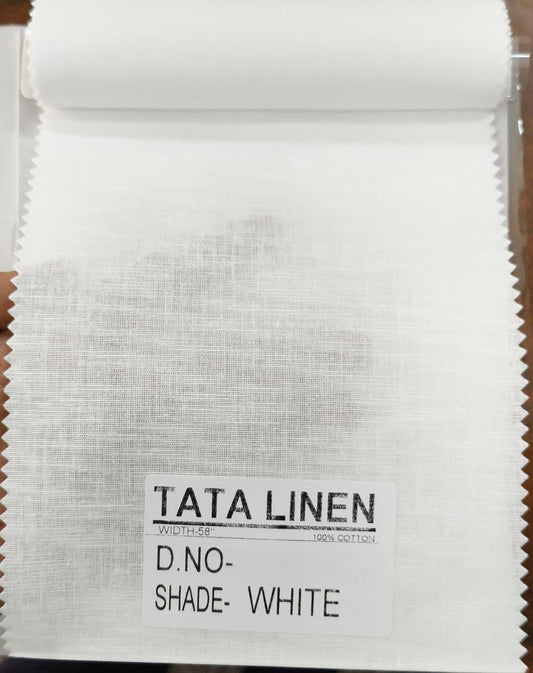 TATA LINEN
WIDTH-58" 100% COTTON
D.NO-
SHADE- WHITE